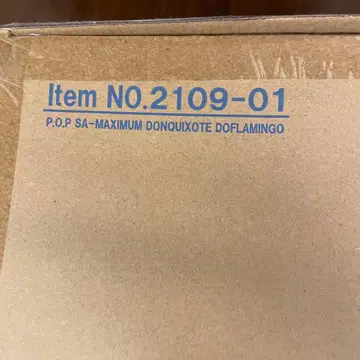 Item NO.2109-01
P.O.P SA-MAXIMUM DONQUIXOTE DOFLAMINGO